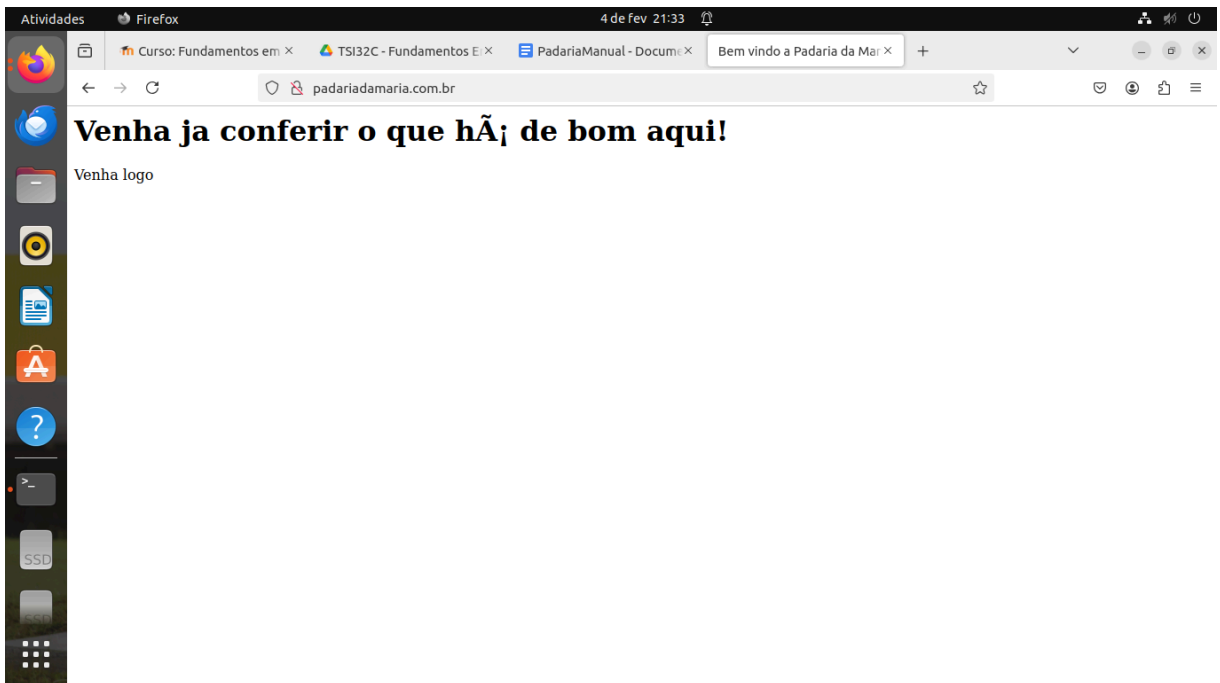 Atividades Firefox 4 de fev 21:33
Curso: Fundamentos em TSI32C - Fundamentos E PadariaManual - Docume Bem vindo a Padaria da Mar
padariadamaria.com.br
Venha ja conferir o que hÃ¡ de bom aqui!
Venha logo
SSD
SSD